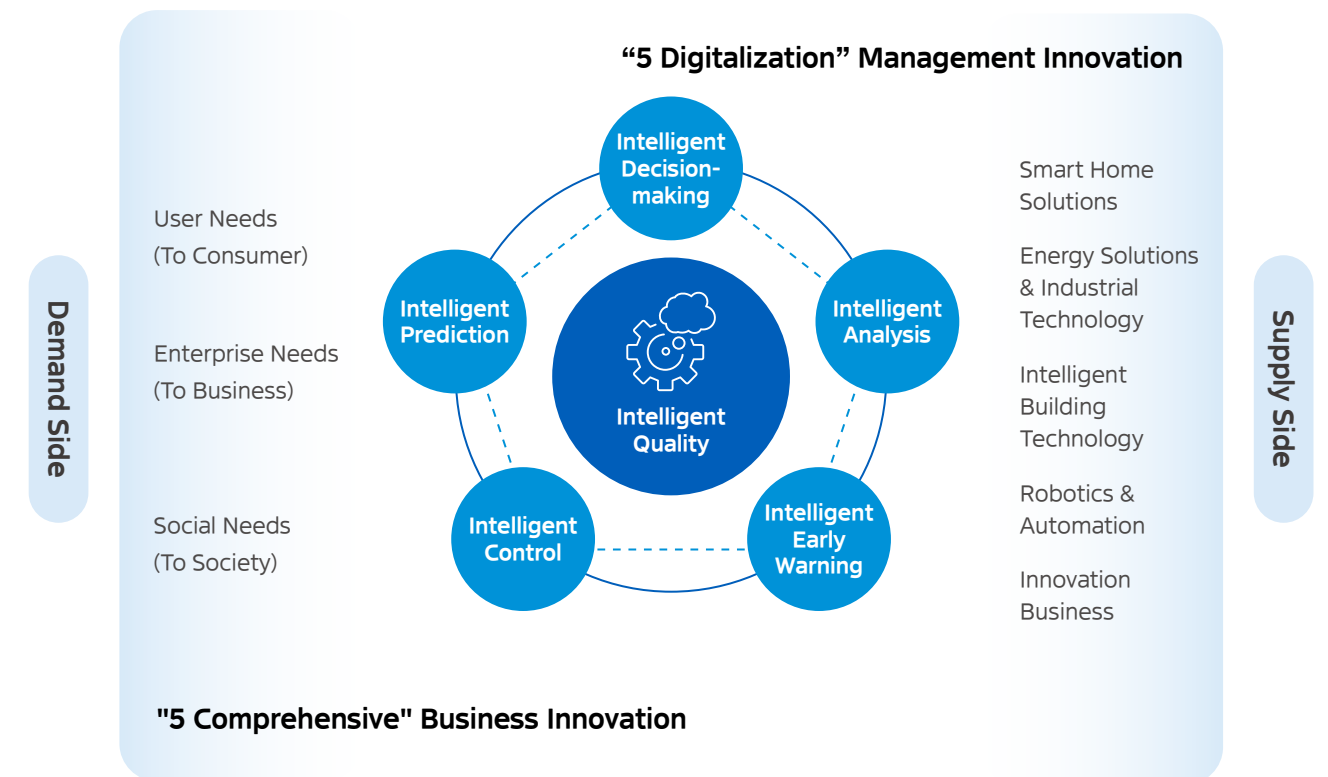 “5 Digitalization” Management Innovation
Demand Side
User Needs
(To Consumer)
Enterprise Needs
(To Business)
Social Needs
(To Society)
Intelligent
Decision-
making
Intelligent
Prediction
Intelligent
Analysis
Intelligent
Quality
Intelligent
Control
Intelligent
Early
Warning
Smart Home
Solutions
Energy Solutions
& Industrial
Technology
Intelligent
Building
Technology
Robotics &
Automation
Innovation
Business
Supply Side
"5 Comprehensive" Business Innovation